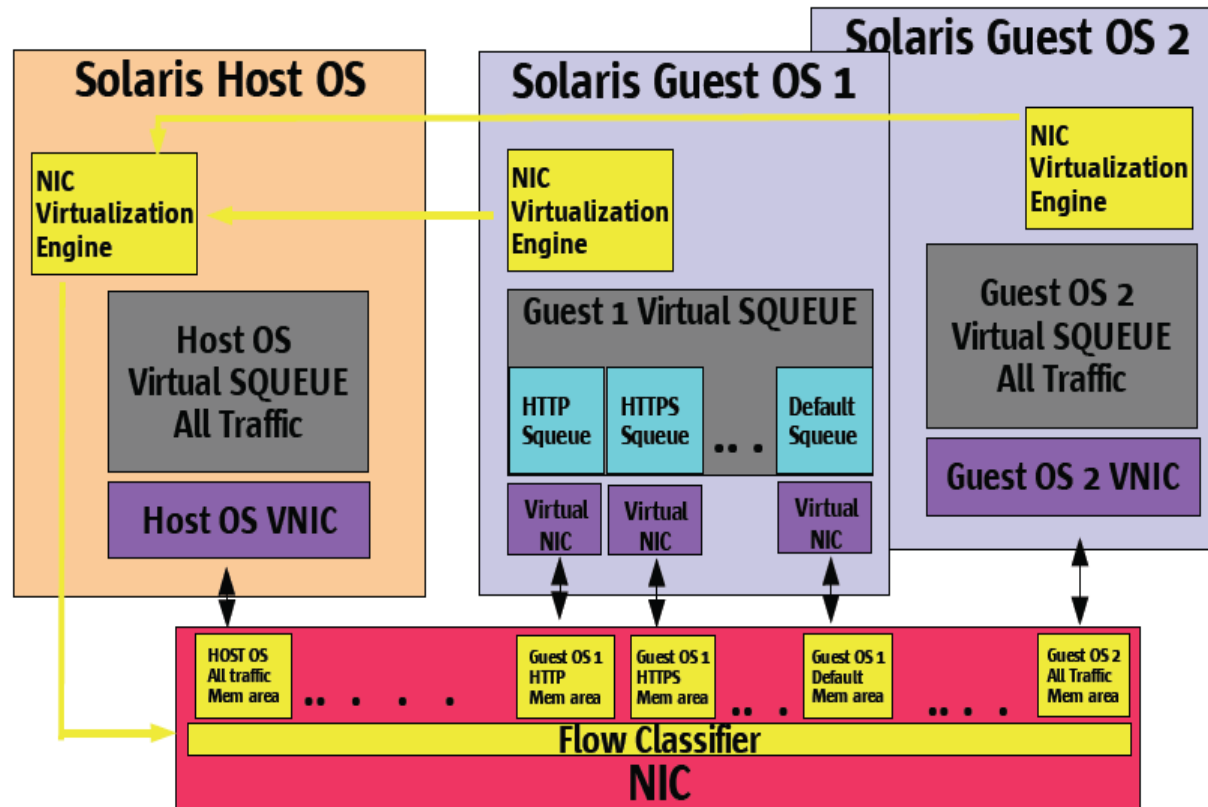 Solaris Host OS
NIC
Virtualization
Engine
Host OS
Virtual SQUEUE
All Traffic
Host OS VNIC
Solaris Guest OS 1
NIC
Virtualization
Engine
Guest 1 Virtual SQUEUE
HTTP
Squeue
HTTPS
Squeue
.. .
Default
Squeue
Virtual
NIC
Virtual
NIC
Virtual
NIC
Solaris Guest OS 2
NIC
Virtualization
Engine
Guest OS 2
Virtual SQUEUE
All Traffic
Guest OS 2 VNIC
HOST OS
All traffic
Mem area
.. . . .
Guest OS 1
HTTP
Mem area
Guest OS 1
HTTPS
Mem area
.. .
Guest OS 1
Default
Mem area
.. . .
Guest OS 2
All Traffic
Mem area
Flow Classifier
NIC